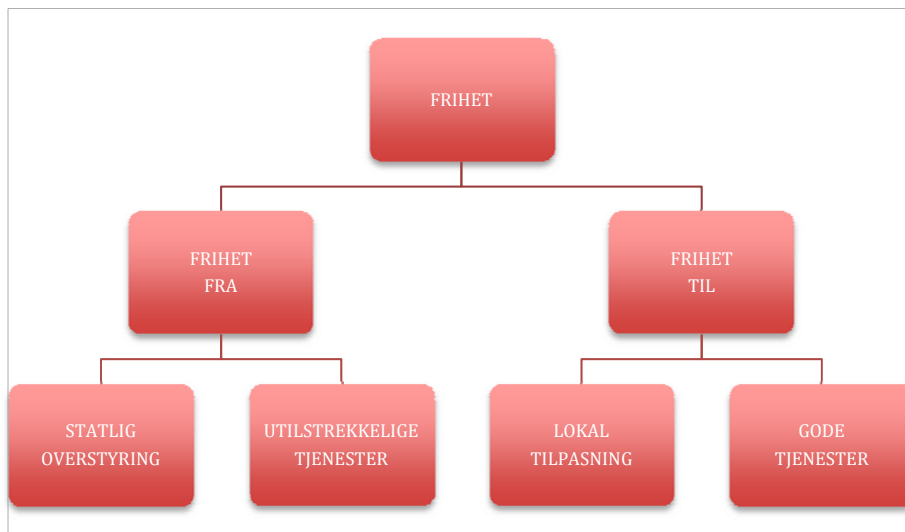 FRIHET
FRIHET
FRA
FRIHET
TIL
STATLIG
OVERSTYRING
UTILSTREKKELIGE
TJENESTER
LOKAL
TILPASNING
GODE
TJENESTER